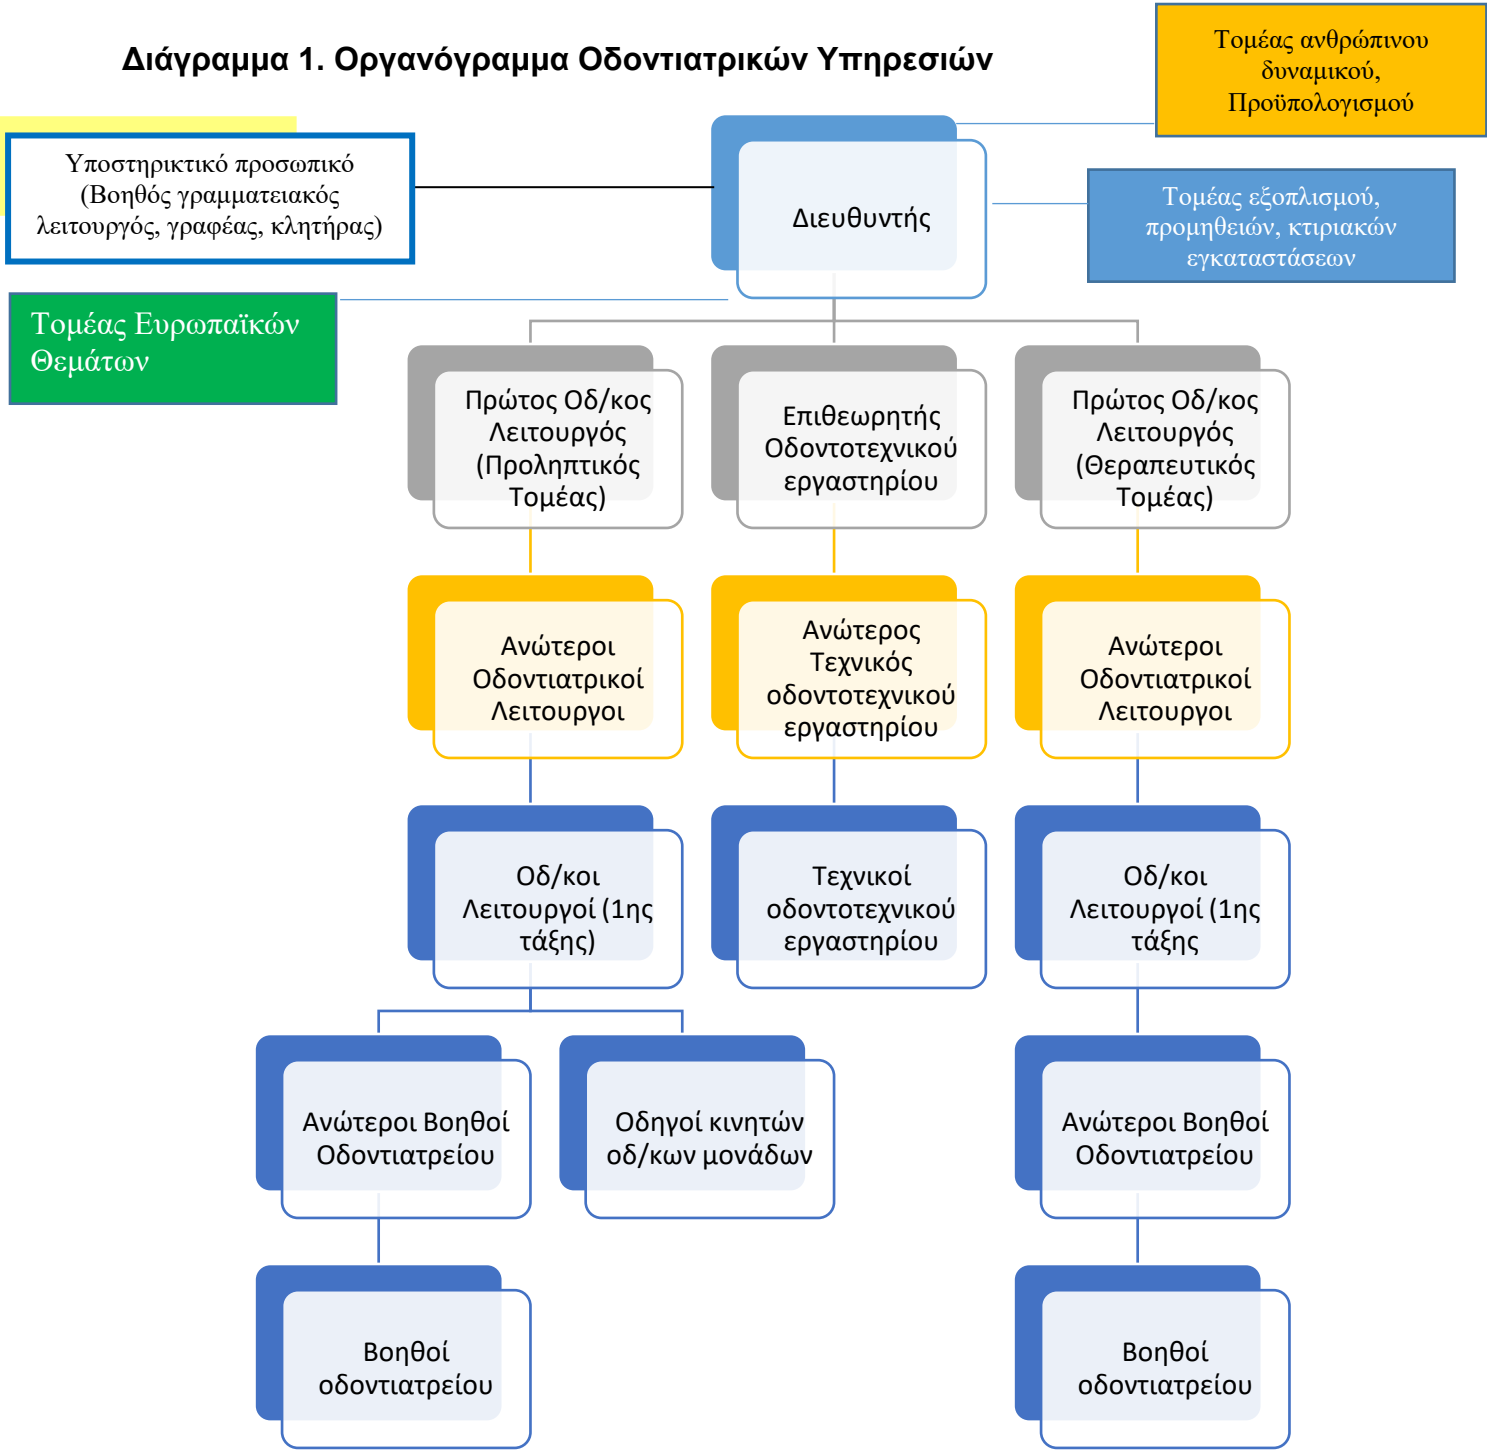 Διάγραμμα 1. Οργανόγραμμα Οδοντιατρικών Υπηρεσιών
Τομέας ανθρώπινου
δυναμικού,
Προϋπολογισμού
Υποστηρικτικό προσωπικό
(Βοηθός γραμματειακός
λειτουργός, γραφέας, κλητήρας)
Διευθυντής
Τομέας εξοπλισμού,
προμηθειών, κτιριακών
εγκαταστάσεων
Τομέας Ευρωπαϊκών
Θεμάτων
Πρώτος Οδ/κος
Λειτουργός
(Προληπτικός
Τομέας)
Επιθεωρητής
Οδοντοτεχνικού
εργαστηρίου
Πρώτος Οδ/κος
Λειτουργός
(Θεραπευτικός
Τομέας)
Ανώτεροι
Οδοντιατρικοί
Λειτουργοι
Ανώτερος
Τεχνικός
οδοντοτεχνικού
εργαστηρίου
Ανώτεροι
Οδοντιατρικοί
Λειτουργοι
Οδ/κοι
Λειτουργοί (1ης
τάξης)
Τεχνικοί
οδοντοτεχνικού
εργαστηρίου
Οδ/κοι
Λειτουργοί (1ης
τάξης
Ανώτεροι Βοηθοί
Οδοντιατρείου
Οδηγοί κινητών
οδ/κων μονάδων
Ανώτεροι Βοηθοί
Οδοντιατρείου
Βοηθοί
οδοντιατρείου
Βοηθοί
οδοντιατρείου